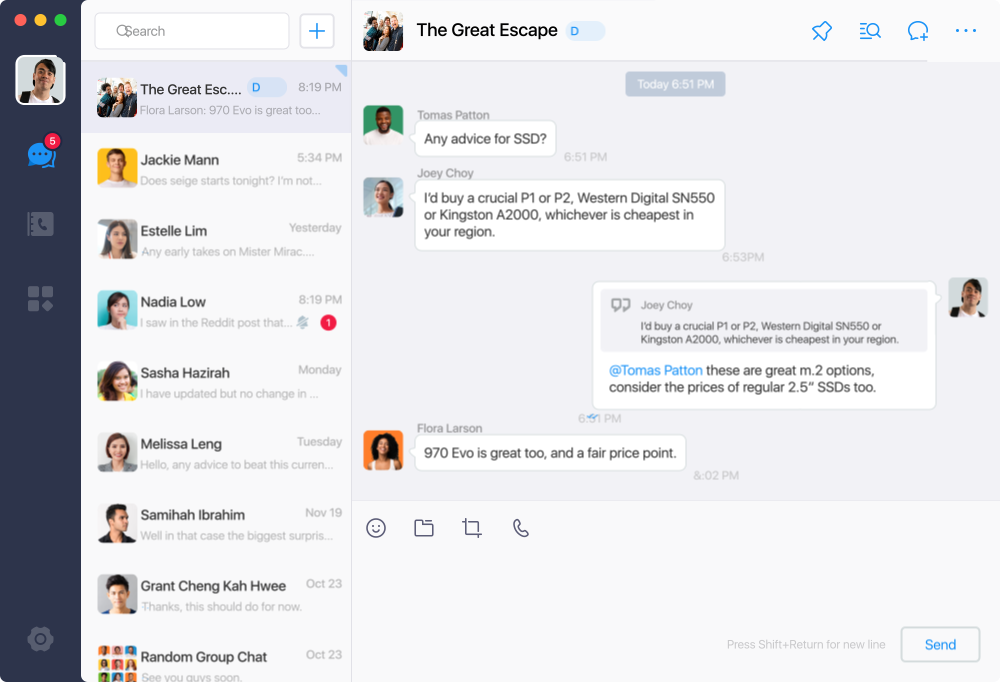 Search
The Great Esc.... D 8:19 PM
Flora Larson: 970 Evo is great too...
5
Jackie Mann 5:34 PM
Does seige starts tonight? I'm not...
Estelle Lim Yesterday
Any early takes on Mister Mirac....
Nadia Low 8:19 PM
I saw in the Reddit post that... 1
Sasha Hazirah Monday
I have updated but no change in ...
Melissa Leng Tuesday
Hello, any advice to beat this curren...
Samihah Ibrahim Nov 19
Well in that case the biggest surpris...
Grant Cheng Kah Hwee Oct 23
Thanks, this should do for now.
Random Group Chat Oct 23
See you guys soon.
The Great Escape D
Today 6:51 PM
Tomas Patton
Any advice for SSD?
6:51 PM
Joey Choy
I'd buy a crucial P1 or P2, Western Digital SN550
or Kingston A2000, whichever is cheapest in
your region.
6:53PM
Joey Choy
I'd buy a crucial P1 or P2, Western Digital SN550 or
Kingston A2000, whichever is cheapest in your region.
@Tomas Patton these are great m.2 options,
consider the prices of regular 2.5” SSDs too.
6:51 PM
Flora Larson
970 Evo is great too, and a fair price point.
&:02 PM
Press Shift+Return for new line
Send